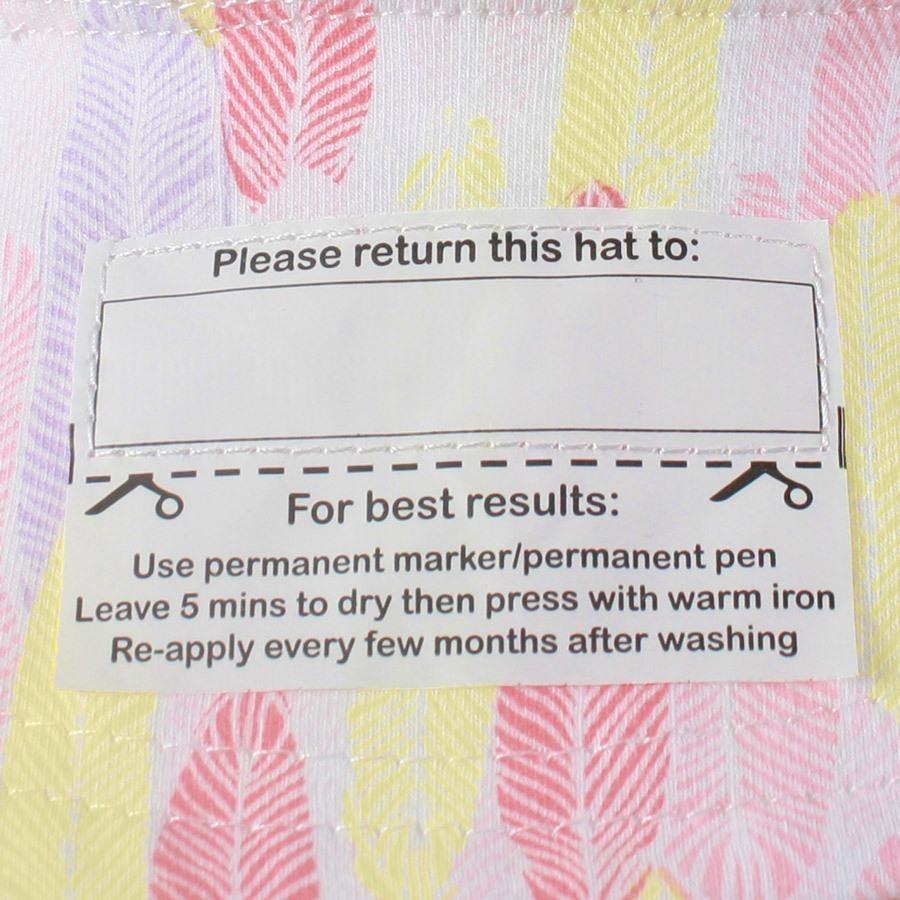 Please return this hat to:
For best results:
Use permanent marker/permanent pen
Leave 5 mins to dry then press with warm iron
Re-apply every few months after washing